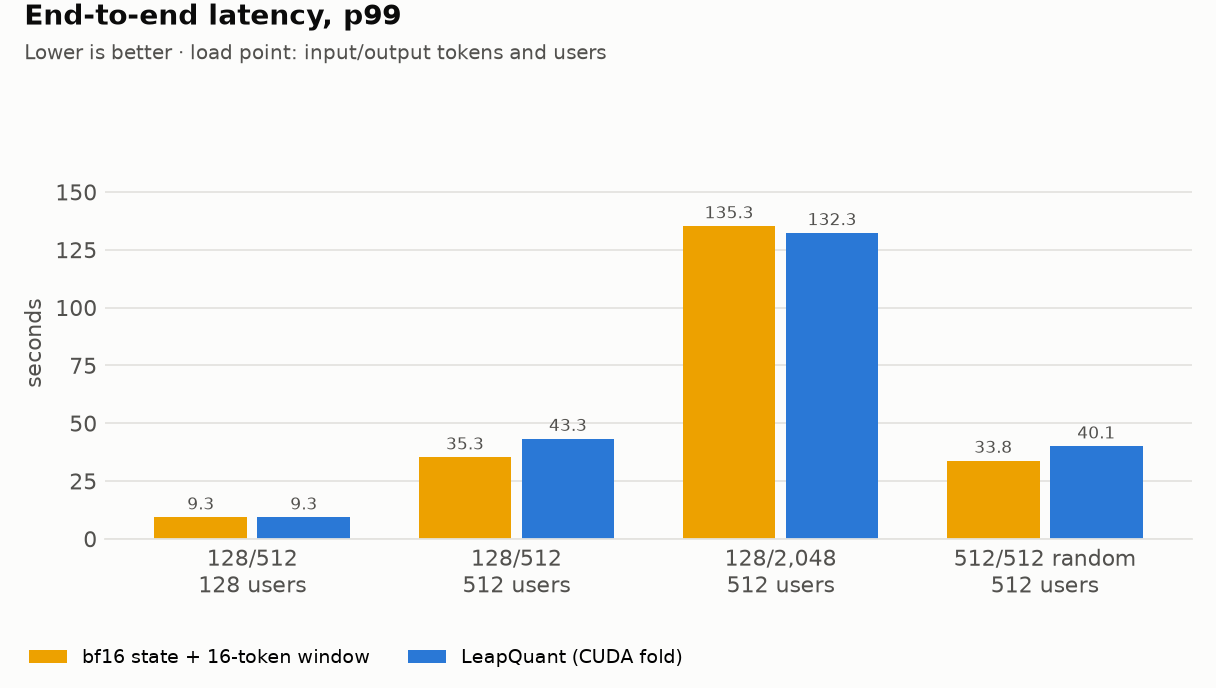 End-to-end latency, p99
Lower is better · load point: input/output tokens and users
seconds
150
125
100
75
50
25
0
9.3
9.3
35.3
43.3
135.3
132.3
33.8
40.1
128/512
128 users
128/512
512 users
128/2,048
512 users
512/512 random
512 users
bf16 state + 16-token window
LeapQuant (CUDA fold)